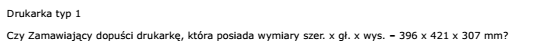 Drukarka typ 1
Czy Zamawiający dopuści drukarkę, która posiada wymiary szer. x gł. x wys. – 396 x 421 x 307 mm?